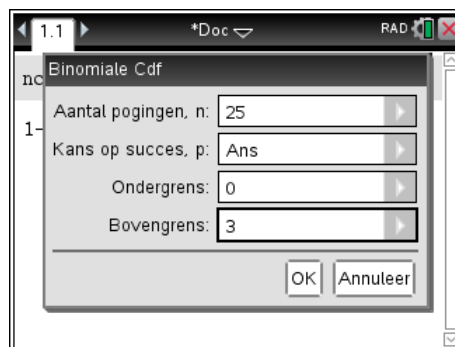 1.1 *Doc RAD
Binomiale Cdf
Aantal pogingen, n: 25
Kans op succes, p: Ans
Ondergrens: 0
Bovengrens: 3
OK Annuleer
1-